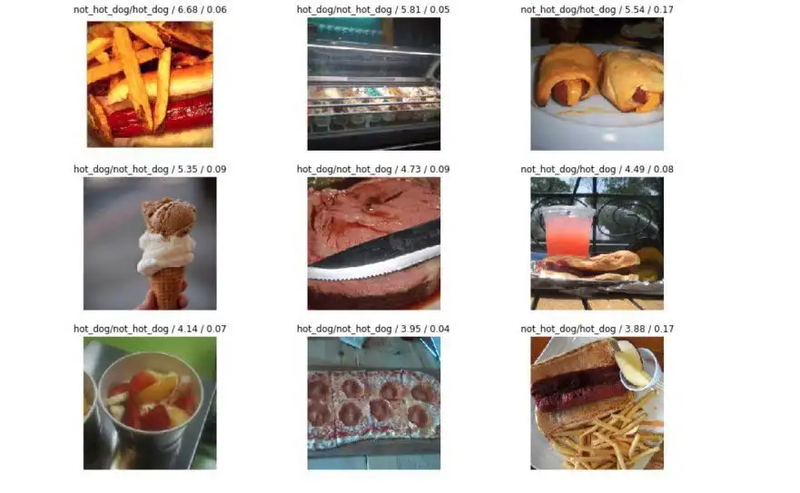 not_hot_dog/hot_dog / 6.68 / 0.06
hot_dog/not_hot_dog / 5.81 / 0.05
not_hot_dog/hot_dog / 5.54 / 0.17
hot_dog/not_hot_dog / 5.35 / 0.09
hot_dog/not_hot_dog / 4.73 / 0.09
not_hot_dog/hot_dog / 4.49 / 0.08
hot_dog/not_hot_dog / 4.14 / 0.07
hot_dog/not_hot_dog / 3.95 / 0.04
not_hot_dog/hot_dog / 3.88 / 0.17